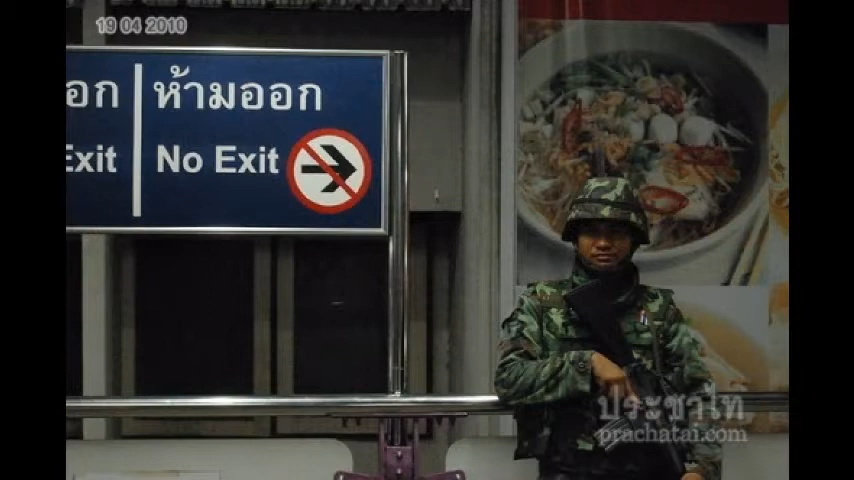 19 04 2010
อก
Exit
ห้ามออก
No Exit
ประชาไท
prachatai.com